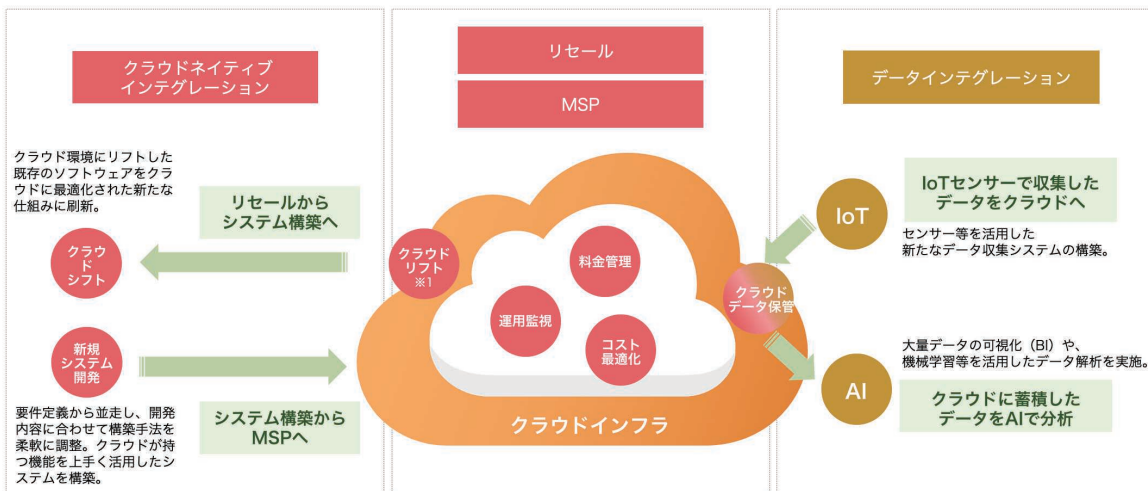 クラウドネイティブ
インテグレーション
クラウド環境にリフトした
既存のソフトウェアをクラ
ウドに最適化された新たな
仕組みに刷新。
リセールから
システム構築へ
クラウ
ド
シフト
新規
システム
開発
要件定義から並走し、開発
内容に合わせて構築手法を
柔軟に調整。クラウドが持
つ機能を上手く活用したシ
ステムを構築。
システム構築から
MSPへ
リセール
MSP
クラウド
リフト
※1
料金管理
運用監視
コスト
最適化
クラウド
データ保管
クラウドインフラ
データインテグレーション
IoT
IoTセンサーで収集した
データをクラウドへ
センサー等を活用した
新たなデータ収集システムの構築。
大量データの可視化（BI）や、
機械学習等を活用したデータ解析を実施。
AI
クラウドに蓄積した
データをAIで分析